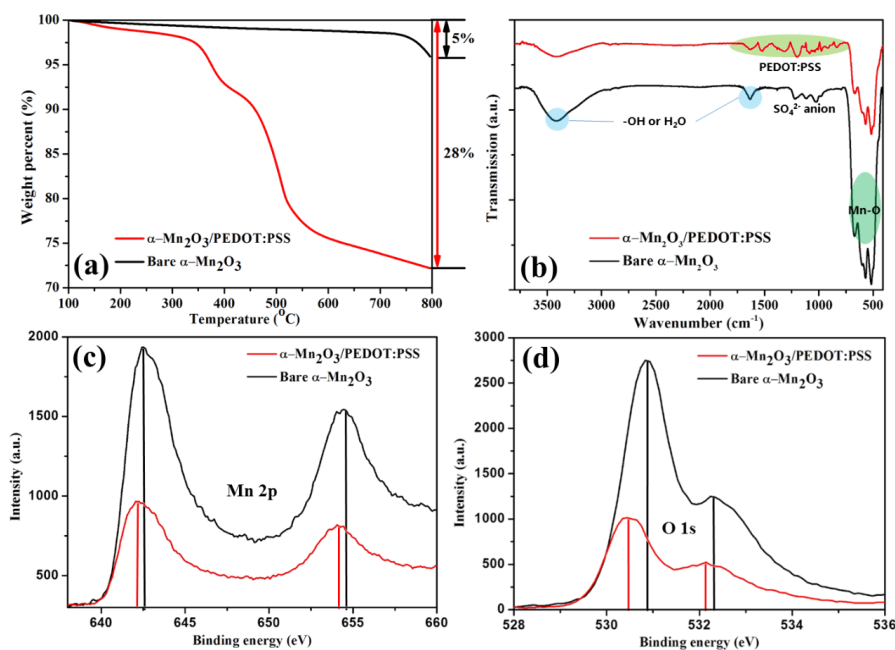 100
95
90
85
80
75
70
Weight percent (%)
5%
28%
α–Mn₂O₃/PEDOT:PSS
Bare α–Mn₂O₃
(a)
100 200 300 400 500 600 700 800
Temperature (⁰C)
Transmission (a.u.)
PEDOT:PSS
-OH or H₂O
SO₄²⁻ anion
Mn-O
α–Mn₂O₃/PEDOT:PSS
Bare α–Mn₂O₃
(b)
3500 3000 2500 2000 1500 1000 500
Wavenumber (cm⁻¹)
2000
1500
1000
500
Intensity (a.u.)
(c)
α–Mn₂O₃/PEDOT:PSS
Bare α–Mn₂O₃
Mn 2p
640 645 650 655 660
Binding energy (eV)
3000
2500
2000
1500
1000
500
0
Intensity (a.u.)
α–Mn₂O₃/PEDOT:PSS
Bare α–Mn₂O₃
(d)
O 1s
528 530 532 534 536
Binding energy (eV)